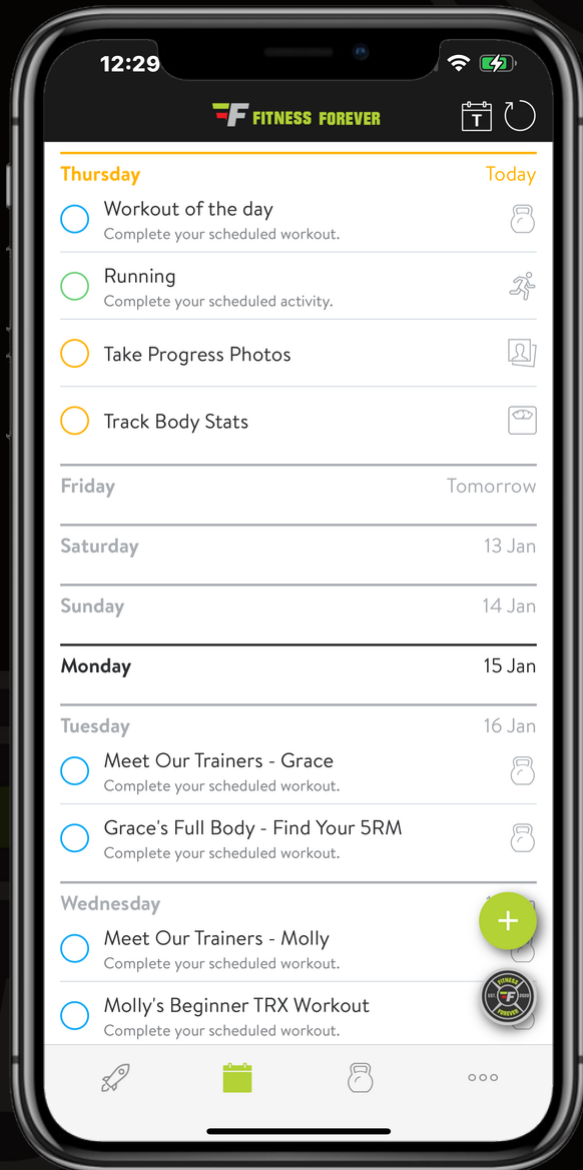 12:29
FITNESS FOREVER
T
Thursday Today
Workout of the day
Complete your scheduled workout.
Running
Complete your scheduled activity.
Take Progress Photos
Track Body Stats
Friday Tomorrow
Saturday 13 Jan
Sunday 14 Jan
Monday 15 Jan
Tuesday 16 Jan
Meet Our Trainers - Grace
Complete your scheduled workout.
Grace's Full Body - Find Your 5RM
Complete your scheduled workout.
Wednesday
Meet Our Trainers - Molly
Complete your scheduled workout.
+
Molly's Beginner TRX Workout
Complete your scheduled workout.
FITNESS
FOREVER